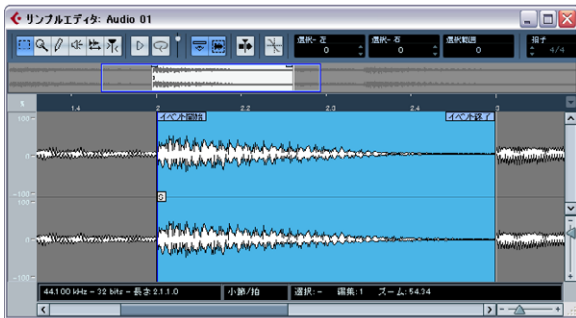 サンプルエディタ: Audio 01
選択- 左 選択- 右 選択範囲 拍子
0 0 0 4/4
1.4 2 2.2 2.3 2.4 3
イベント開始 イベント終了
100
0
-100
100
S
0
-100
44.100 kHz - 32 bits - 長さ 2.1.1.0 小節/拍 選択: - 編集: 1 ズーム: 54.34